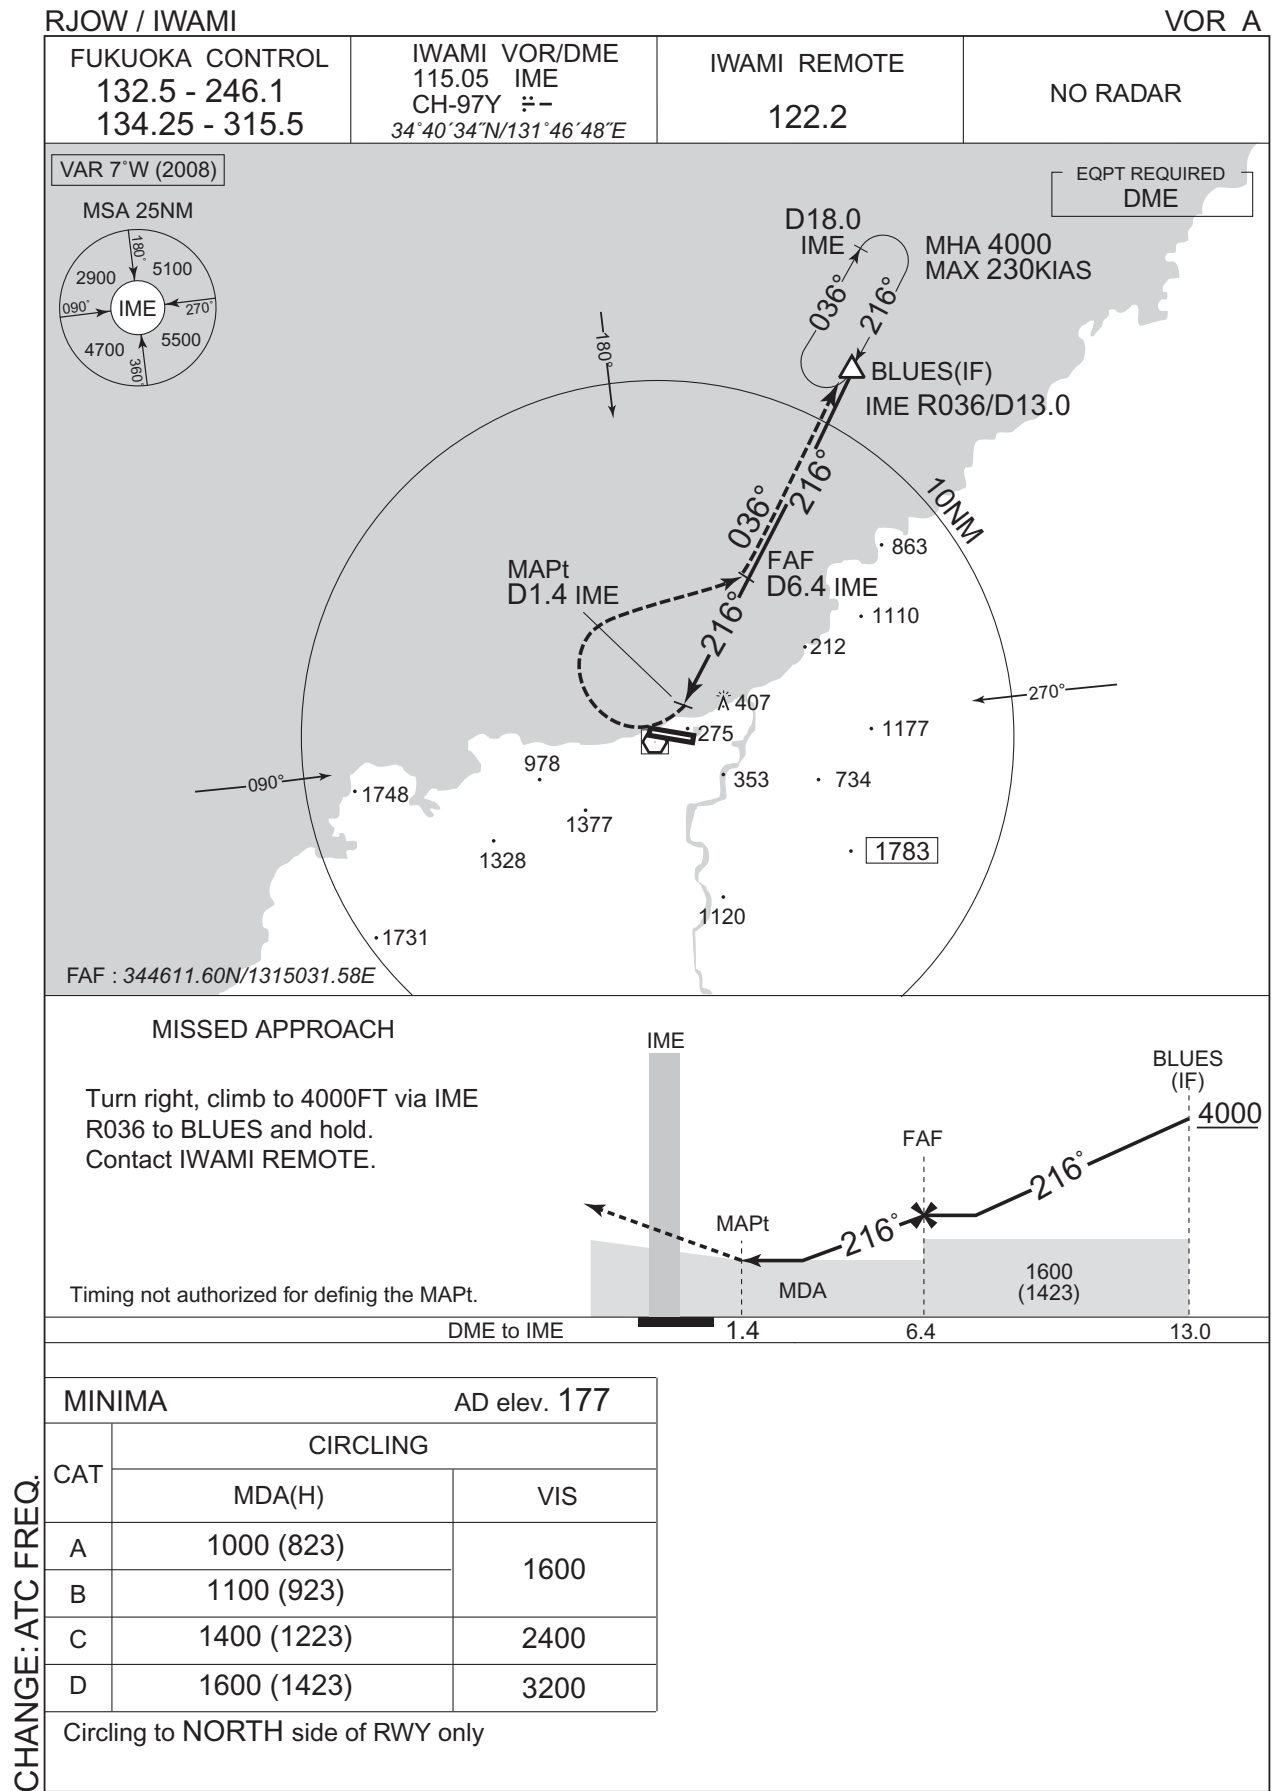 RJOW / IWAMI
VOR A
FUKUOKA CONTROL
132.5 - 246.1
134.25 - 315.5
IWAMI VOR/DME
115.05 IME
CH-97Y
34°40´34˝N/131°46´48˝E
IWAMI REMOTE
122.2
NO RADAR
VAR 7°W (2008)
MSA 25NM
180°
2900
5100
090°
IME
270°
4700
5500
360°
EQPT REQUIRED
DME
D18.0
IME
MHA 4000
MAX 230KIAS
036°
216°
180°
BLUES(IF)
IME R036/D13.0
036°
216°
10NM
863
MAPt
D1.4 IME
FAF
D6.4 IME
216°
1110
212
270°
407
275
1177
978
353
734
090°
1748
1377
1328
1783
1120
1731
FAF : 344611.60N/1315031.58E
MISSED APPROACH
Turn right, climb to 4000FT via IME
R036 to BLUES and hold.
Contact IWAMI REMOTE.
Timing not authorized for definig the MAPt.
IME
BLUES
(IF)
4000
FAF
216°
MAPt
216°
MDA
1600
(1423)
DME to IME
1.4
6.4
13.0
MINIMA
AD elev. 177
CAT
CIRCLING
MDA(H)
VIS
A
1000 (823)
1600
B
1100 (923)
C
1400 (1223)
2400
D
1600 (1423)
3200
Circling to NORTH side of RWY only
CHANGE: ATC FREQ.